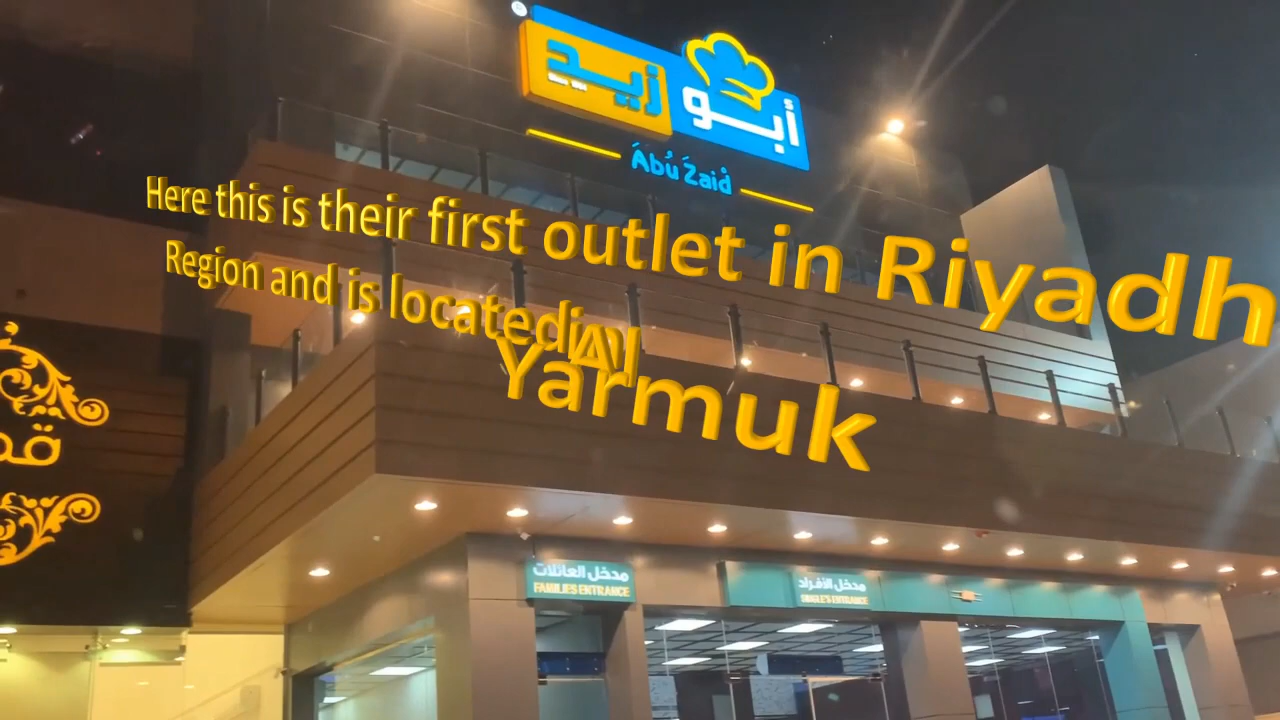 أبو زيد
Abu Zaid
Here this is their first outlet in Riyadh
Region and is located in
Al
Yarmuk
مدخل العائلات
FAMILIES ENTRANCE
مدخل الأفراد
SINGLES ENTRANCE